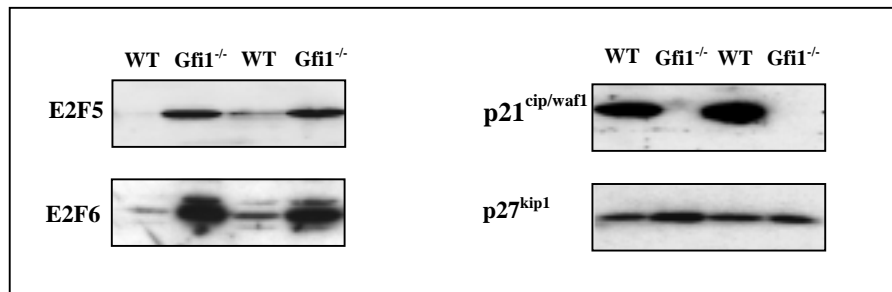 WT Gfi1-/- WT Gfi1-/-
E2F5
E2F6
WT Gfi1-/- WT Gfi1-/-
p21cip/waf1
p27kip1